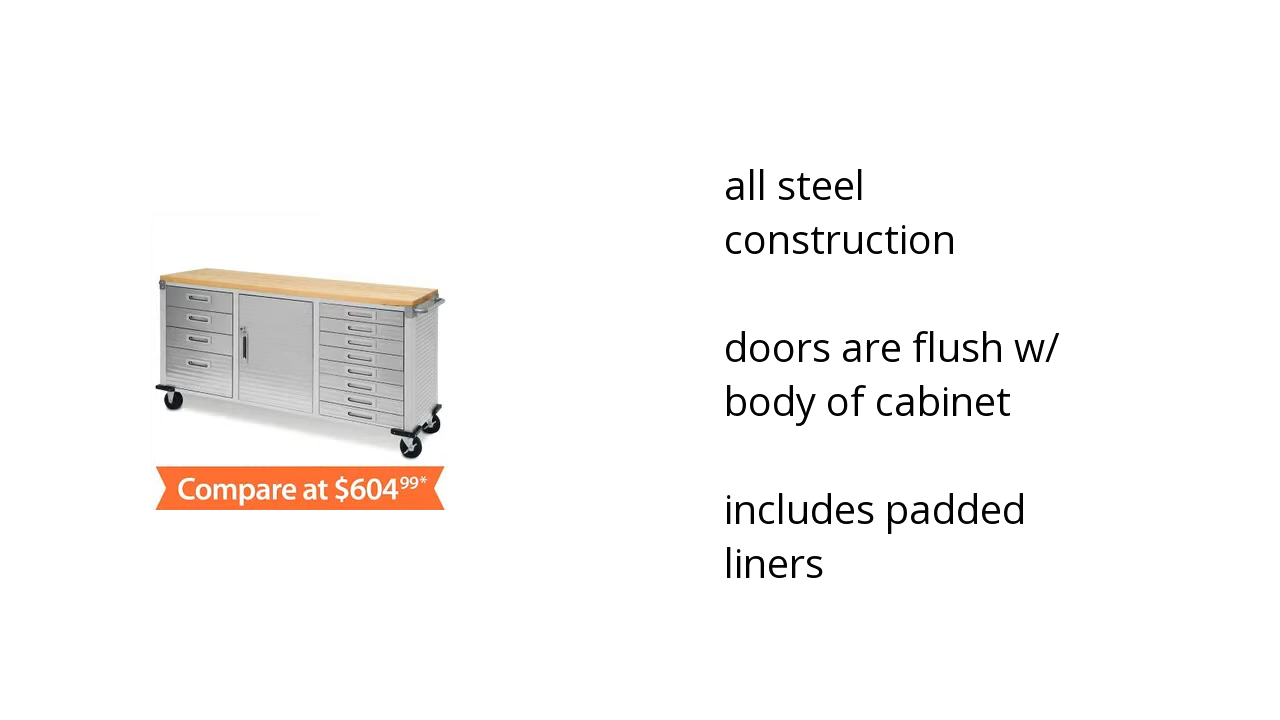 all steel
construction
doors are flush w/
body of cabinet
includes padded
liners
Compare at $604 99*